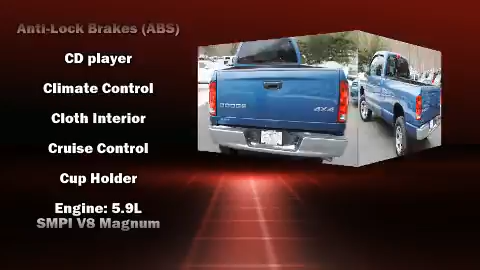 Anti-Lock Brakes (ABS)
CD player
Climate Control
Cloth Interior
Cruise Control
Cup Holder
Engine: 5.9L
SMPI V8 Magnum
DODGE
4X4